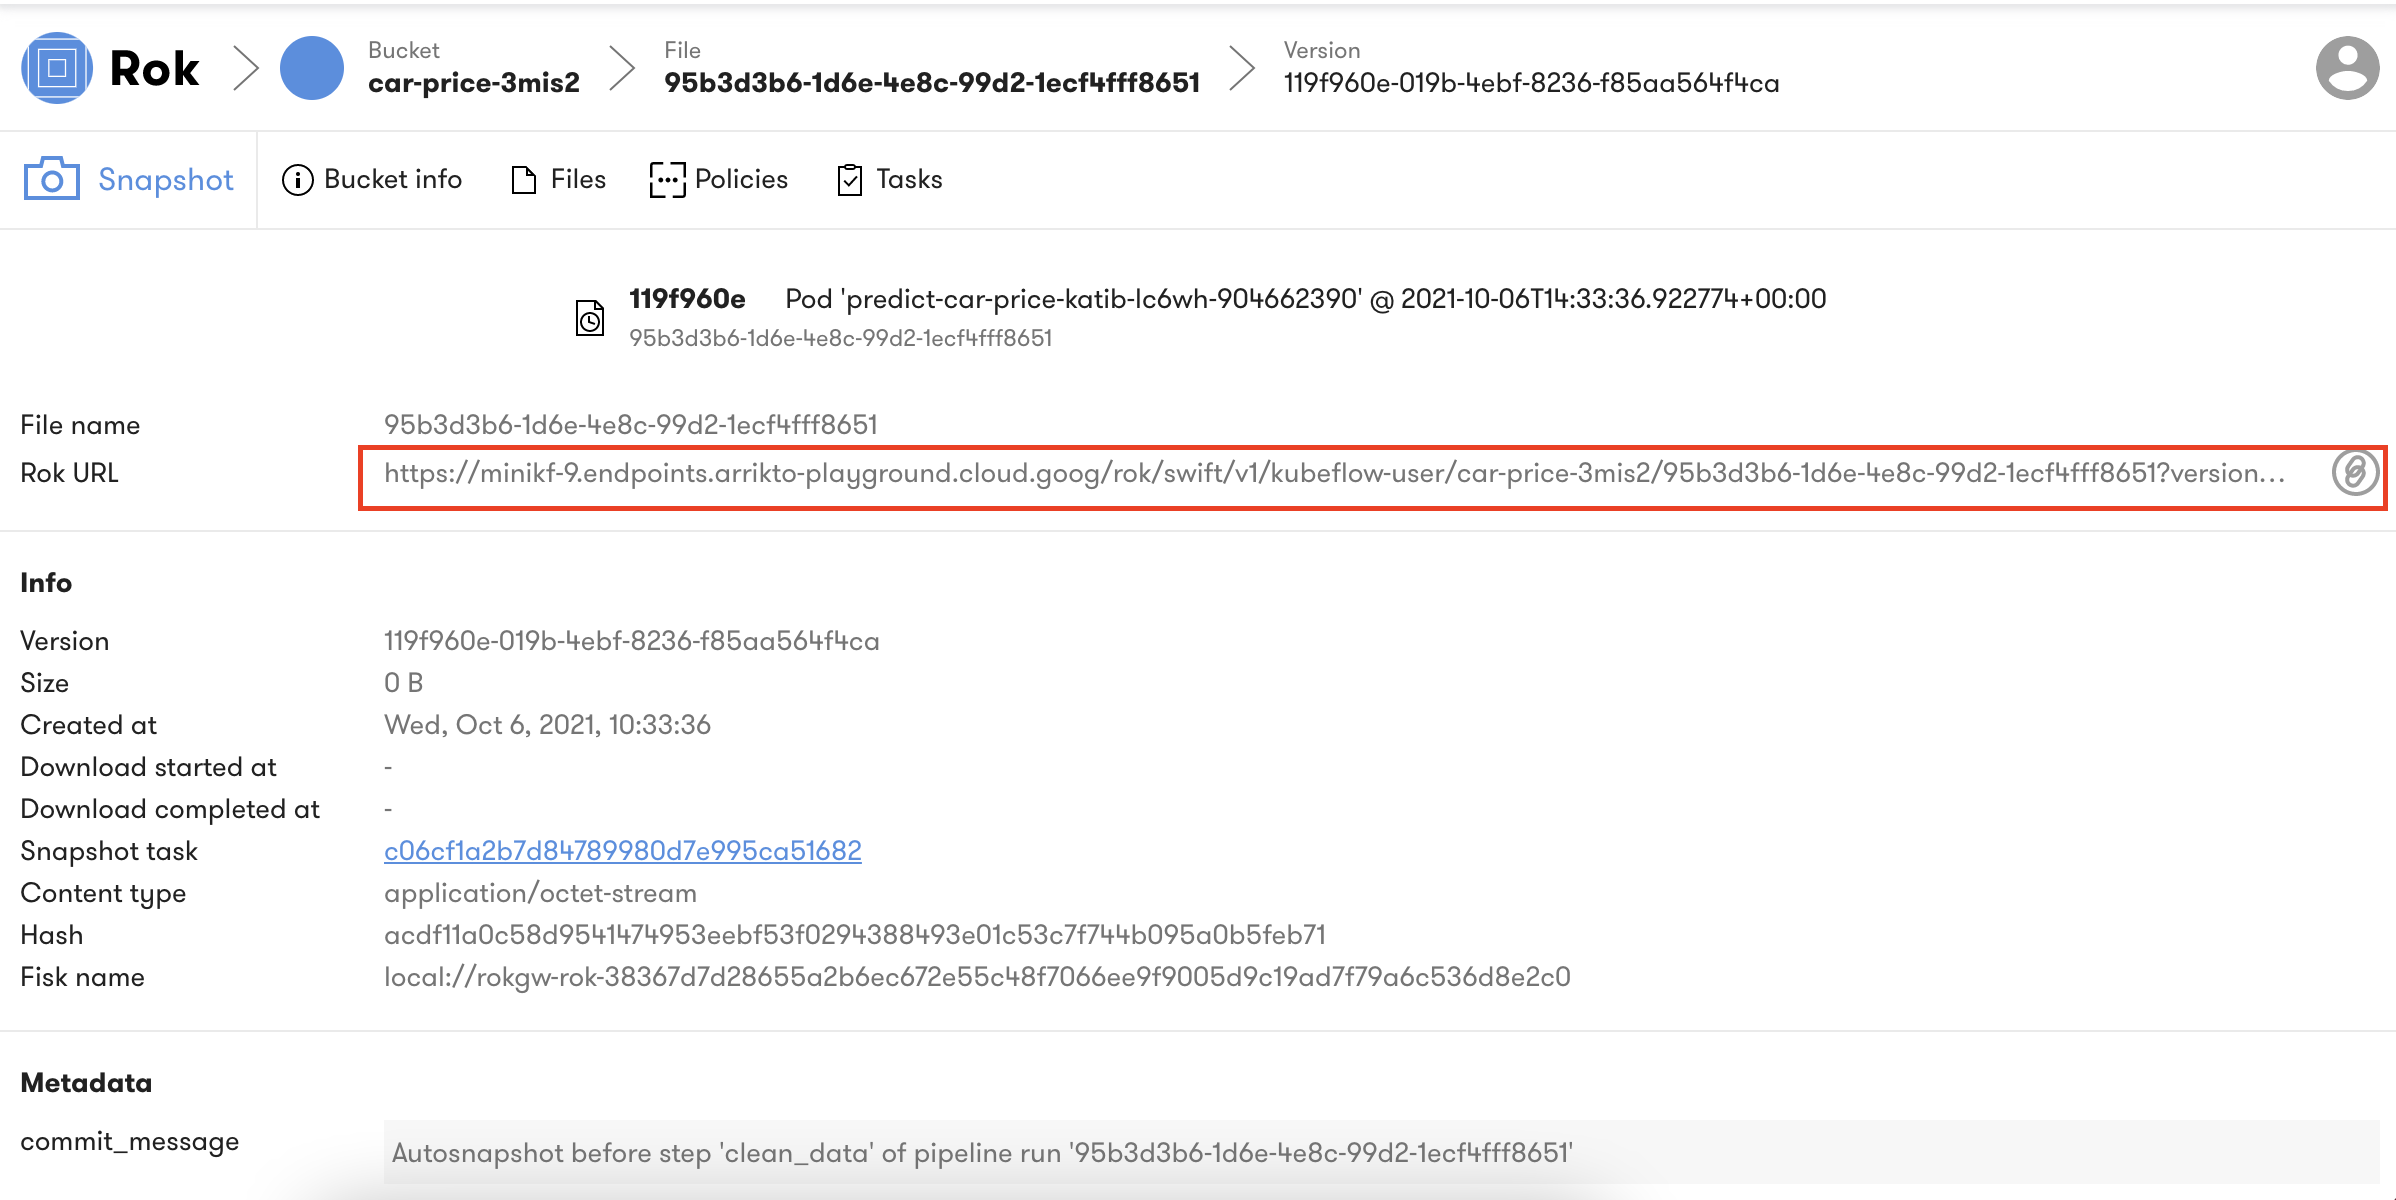 Rok
Bucket
car-price-3mis2
File
95b3d3b6-1d6e-4e8c-99d2-1ecf4fff8651
Version
119f960e-019b-4ebf-8236-f85aa564f4ca
Snapshot
Bucket info
Files
Policies
Tasks
119f960e Pod 'predict-car-price-katib-lc6wh-904662390' @ 2021-10-06T14:33:36.922774+00:00
95b3d3b6-1d6e-4e8c-99d2-1ecf4fff8651
File name 95b3d3b6-1d6e-4e8c-99d2-1ecf4fff8651
Rok URL https://minikf-9.endpoints.arrikto-playground.cloud.goog/rok/swift/v1/kubeflow-user/car-price-3mis2/95b3d3b6-1d6e-4e8c-99d2-1ecf4fff8651?version...
Info
Version 119f960e-019b-4ebf-8236-f85aa564f4ca
Size 0 B
Created at Wed, Oct 6, 2021, 10:33:36
Download started at -
Download completed at -
Snapshot task c06cf1a2b7d84789980d7e995ca51682
Content type application/octet-stream
Hash acdf11a0c58d9541474953eebf53f0294388493e01c53c7f744b095a0b5feb71
Fisk name local://rokgw-rok-38367d7d28655a2b6ec672e55c48f7066ee9f9005d9c19ad7f79a6c536d8e2c0
Metadata
commit_message Autosnapshot before step 'clean_data' of pipeline run '95b3d3b6-1d6e-4e8c-99d2-1ecf4fff8651'